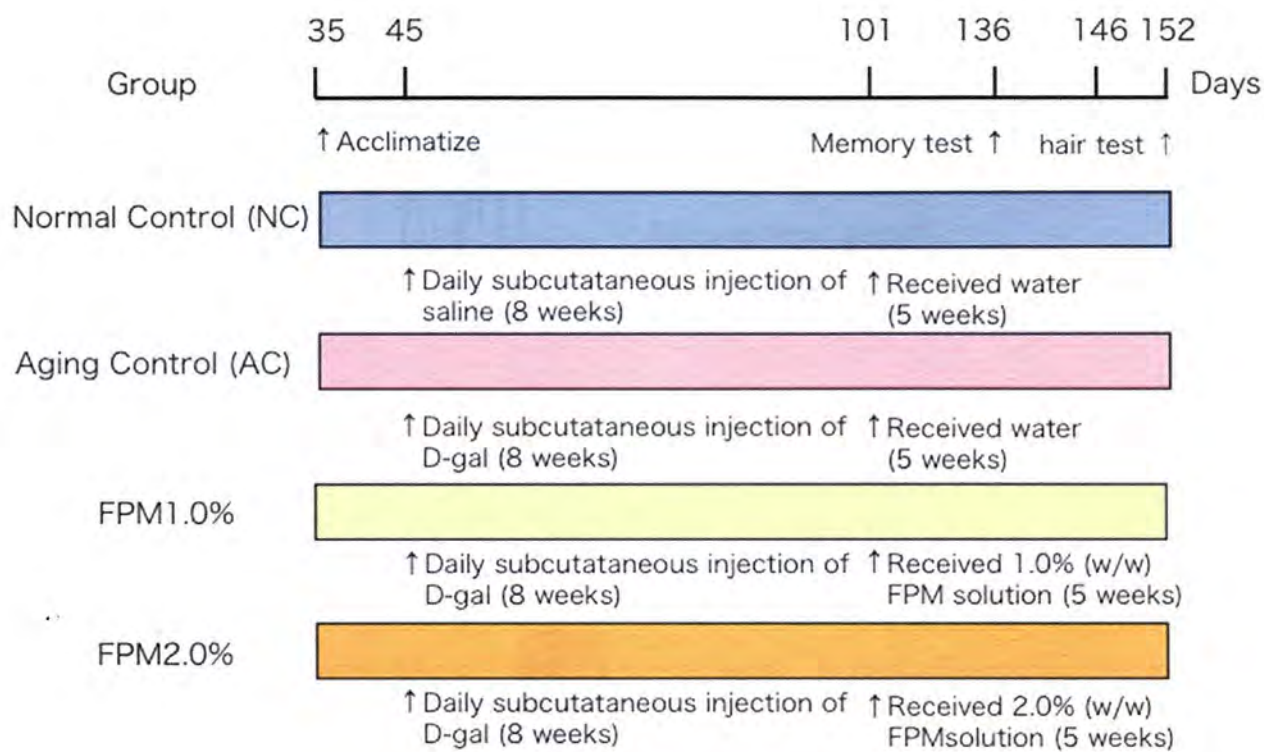 35 45 101 136 146 152
Group Days
↑ Acclimatize Memory test ↑ hair test ↑
Normal Control (NC)
↑ Daily subcutataneous injection of ↑ Received water
saline (8 weeks) (5 weeks)
Aging Control (AC)
↑ Daily subcutataneous injection of ↑ Received water
D-gal (8 weeks) (5 weeks)
FPM1.0%
↑ Daily subcutataneous injection of ↑ Received 1.0% (w/w)
D-gal (8 weeks) FPM solution (5 weeks)
FPM2.0%
↑ Daily subcutataneous injection of ↑ Received 2.0% (w/w)
D-gal (8 weeks) FPMsolution (5 weeks)